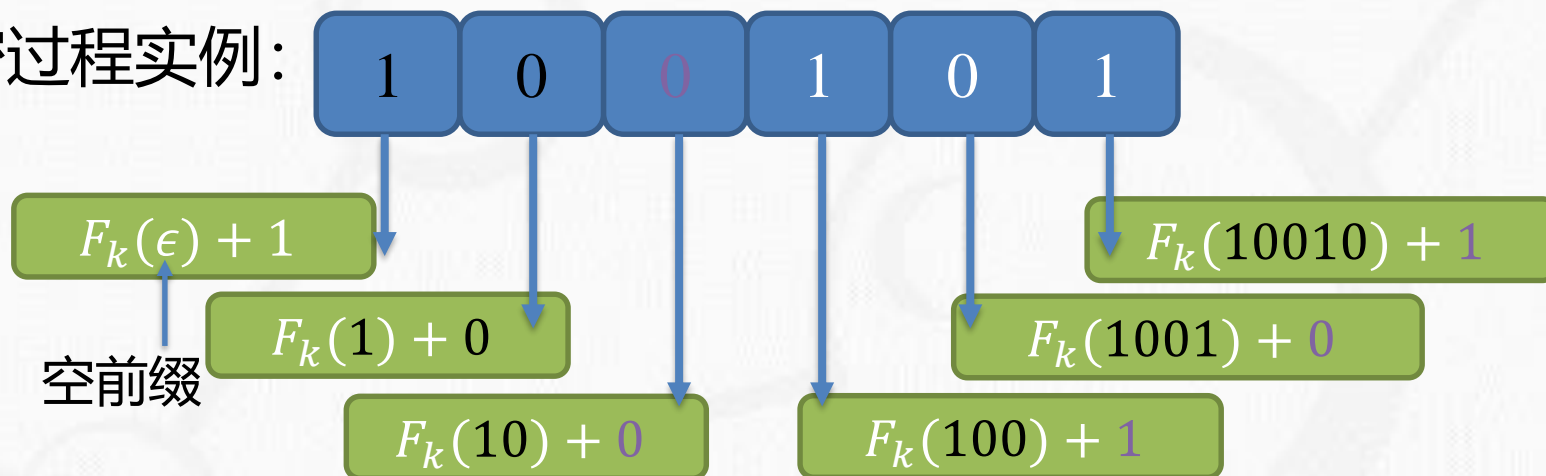 过程实例：
1 0 0 1 0 1
F_k(ϵ) + 1
F_k(10010) + 1
F_k(1) + 0
F_k(1001) + 0
空前缀
F_k(10) + 0
F_k(100) + 1